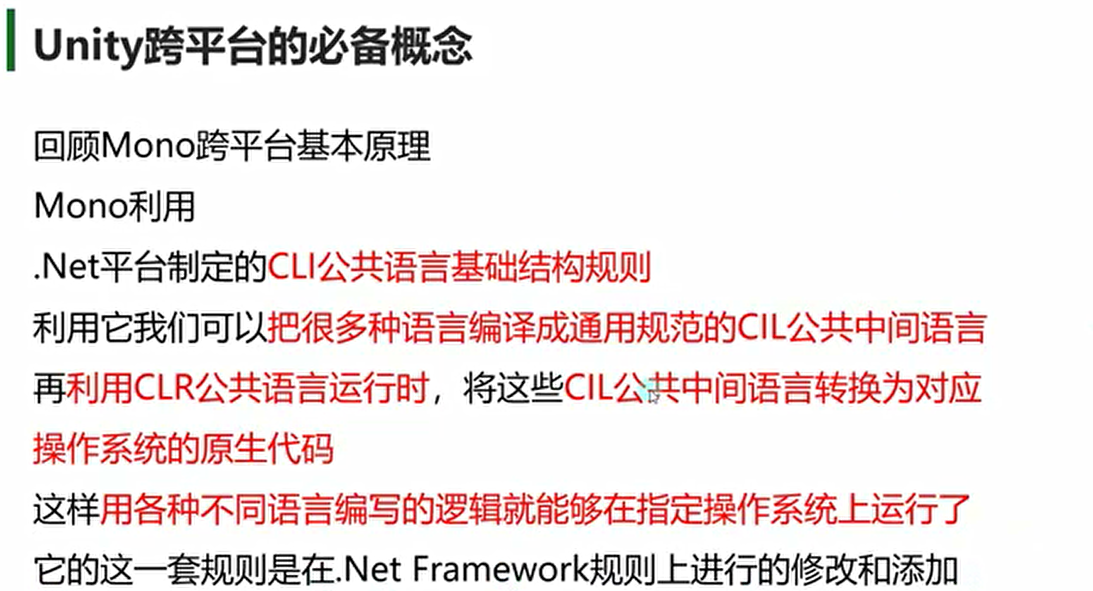 Unity跨平台的必备概念
回顾Mono跨平台基本原理
Mono利用
.Net平台制定的CLI公共语言基础结构规则
利用它我们可以把很多种语言编译成通用规范的CIL公共中间语言
再利用CLR公共语言运行时，将这些CIL公共中间语言转换为对应
操作系统的原生代码
这样用各种不同语言编写的逻辑就能够在指定操作系统上运行了
它的这一套规则是在.Net Framework规则上进行的修改和添加